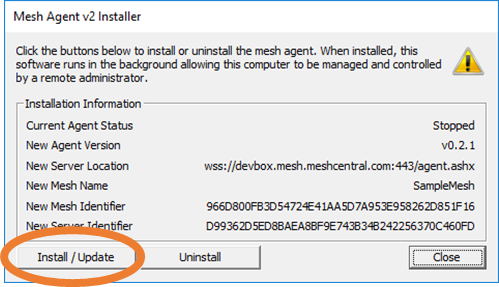 Mesh Agent v2 Installer
Click the buttons below to install or uninstall the mesh agent. When installed, this
software runs in the background allowing this computer to be managed and controlled
by a remote administrator.
Installation Information
Current Agent Status Stopped
New Agent Version v0.2.1
New Server Location wss://devbox.mesh.meshcentral.com:443/agent.ashx
New Mesh Name SampleMesh
New Mesh Identifier 966D800FB3D54724E41AA5D7A953E958262D851F16
New Server Identifier D99362D5ED8BAEA8BF9E743B34B242256370C460FD
Install / Update Uninstall Close